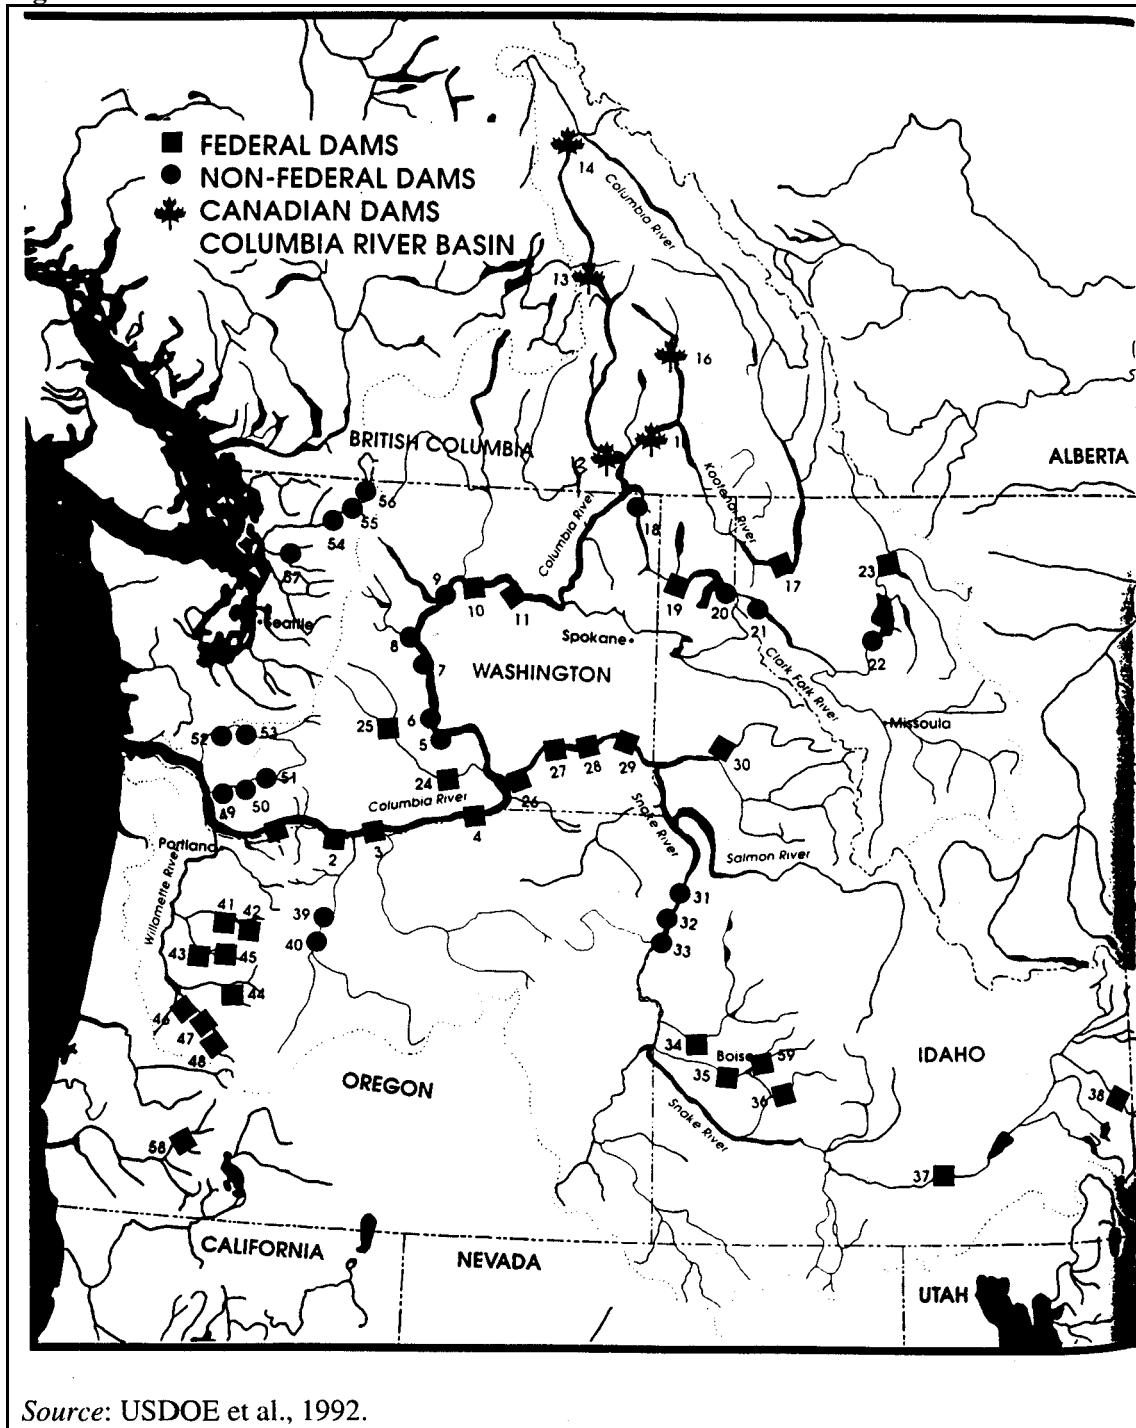 FEDERAL DAMS
NON-FEDERAL DAMS
CANADIAN DAMS
COLUMBIA RIVER BASIN
14
Columbia River
13
16
BRITISH COLUMBIA
ALBERTA
1
Kootenai River
56
55
54
57
18
Columbia River
9
10
11
17
23
19
20
21
22
Seattle
8
Spokane
7
WASHINGTON
Clark Fork River
Missoula
6
5
25
52
53
27
28
29
30
24
26
51
50
49
Columbia River
Snake River
4
Portland
2
3
Salmon River
Willamette River
31
32
33
41
42
39
40
43
45
44
46
47
48
34
Boise
59
35
36
IDAHO
38
OREGON
Snake River
58
37
CALIFORNIA
NEVADA
UTAH
Source: USDOE et al., 1992.